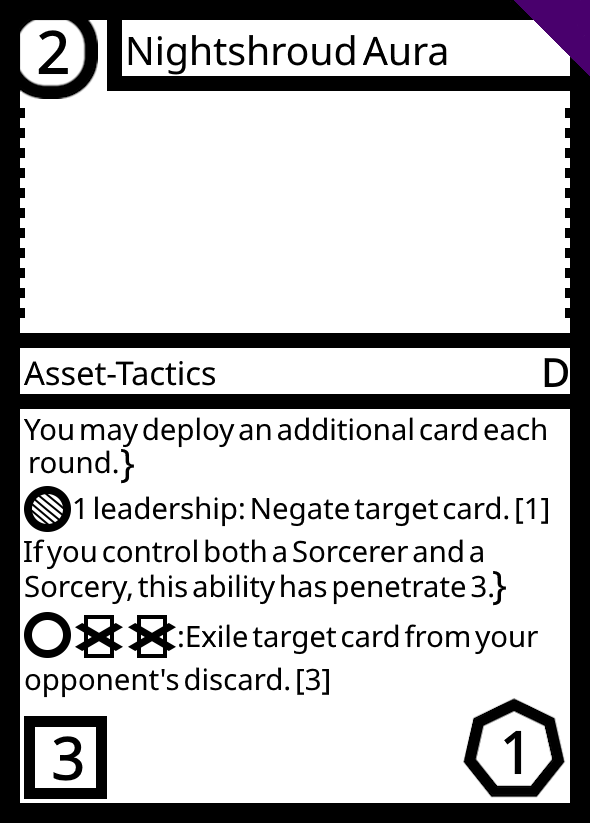 2
Nightshroud Aura
Asset-Tactics
D
You may deploy an additional card each
round.}
1 leadership: Negate target card. [1]
If you control both a Sorcerer and a
Sorcery, this ability has penetrate 3.}
:Exile target card from your
opponent's discard. [3]
3
1